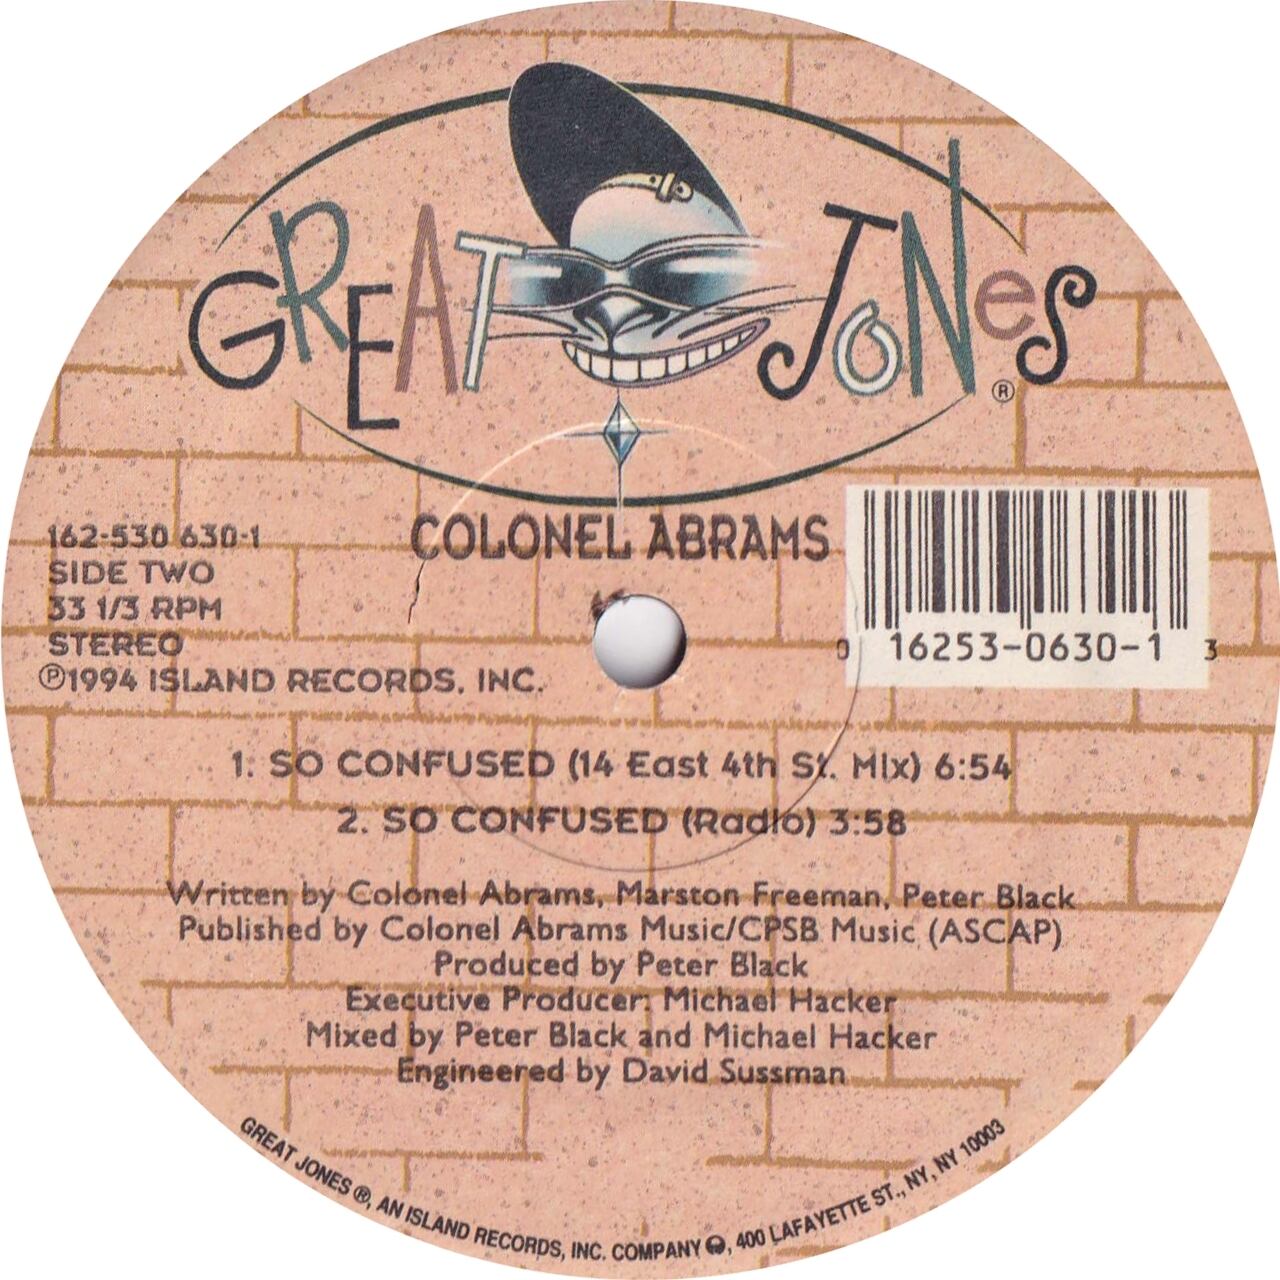 GREAT JONES ®
COLONEL ABRAMS
162-530 630-1
SIDE TWO
33 1/3 RPM
STEREO
℗1994 ISLAND RECORDS, INC.
0 16253-0630-1 3
1. SO CONFUSED (14 East 4th St. Mix) 6:54
2. SO CONFUSED (Radio) 3:58
Written by Colonel Abrams, Marston Freeman, Peter Black
Published by Colonel Abrams Music/CPSB Music (ASCAP)
Produced by Peter Black
Executive Producer: Michael Hacker
Mixed by Peter Black and Michael Hacker
Engineered by David Sussman
GREAT JONES ®, AN ISLAND RECORDS, INC. COMPANY, 400 LAFAYETTE ST., NY, NY 10003